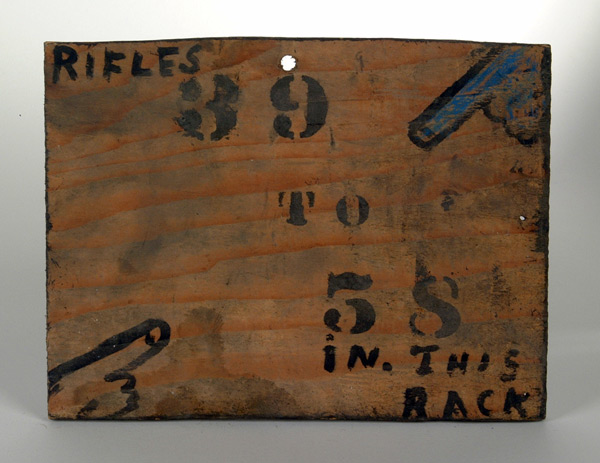 RIFLES
39
TO
58
IN. THIS
RACK